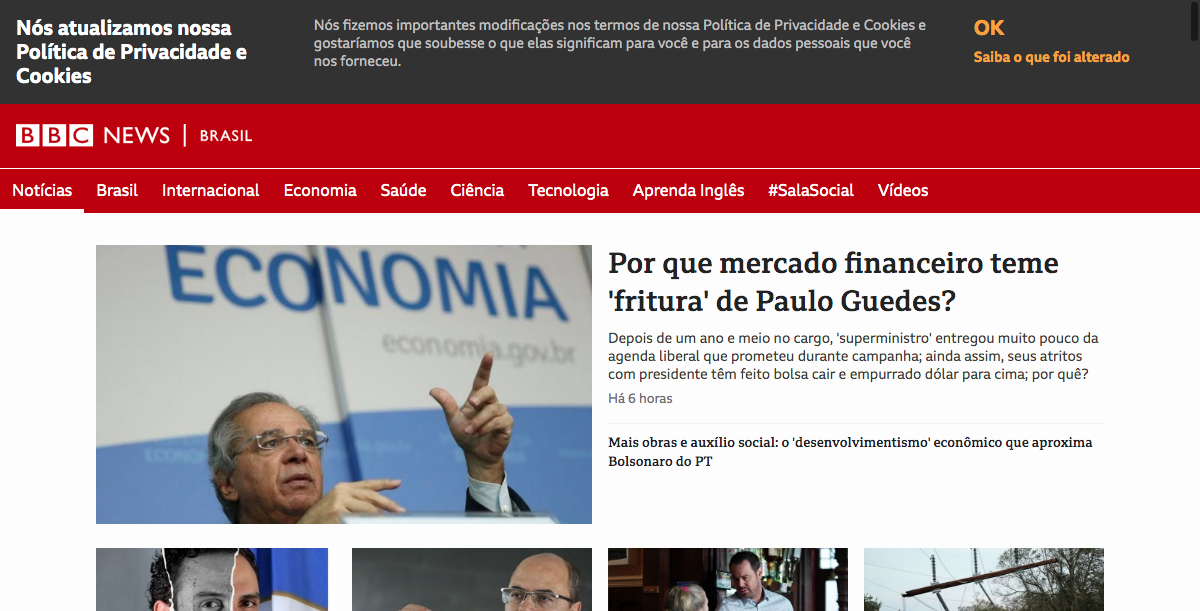 Nós atualizamos nossa
Política de Privacidade e
Cookies
Nós fizemos importantes modificações nos termos de nossa Política de Privacidade e Cookies e
gostaríamos que soubesse o que elas significam para você e para os dados pessoais que você
nos forneceu.
OK
Saiba o que foi alterado
BBC NEWS | BRASIL
Notícias Brasil Internacional Economia Saúde Ciência Tecnologia Aprenda Inglês #SalaSocial Vídeos
ECONOMIA
economia.gov.br
ECONOMIA
Por que mercado financeiro teme
'fritura' de Paulo Guedes?
Depois de um ano e meio no cargo, 'superministro' entregou muito pouco da
agenda liberal que prometeu durante campanha; ainda assim, seus atritos
com presidente têm feito bolsa cair e empurrado dólar para cima; por quê?
Há 6 horas
Mais obras e auxílio social: o 'desenvolvimentismo' econômico que aproxima
Bolsonaro do PT